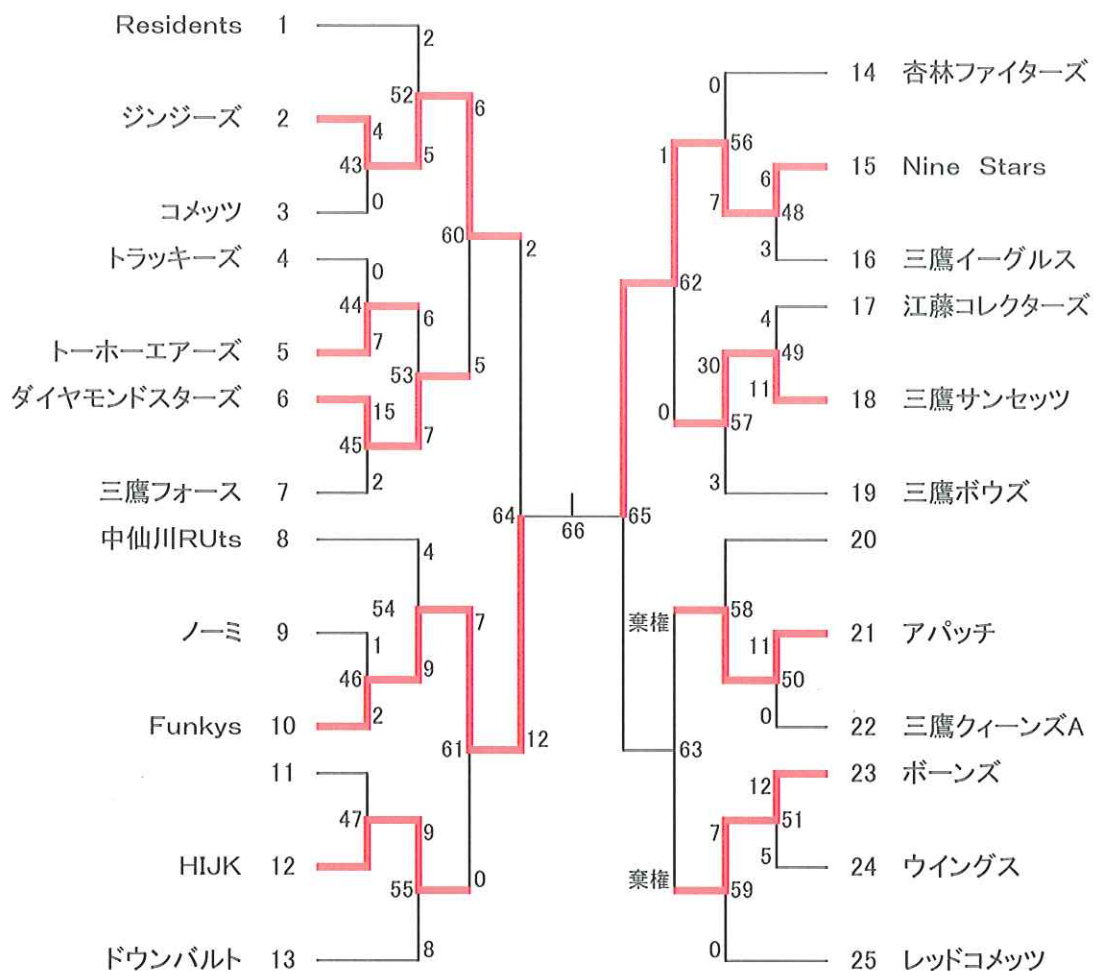 Residents 1
2
52
6
ジンジーズ 2
4
43
5
0
コメッツ 3
60
2
トラッキーズ 4
0
44
6
7
トーホーエアーズ 5
53
5
ダイヤモンドスターズ 6
15
45
7
2
三鷹フォース 7
64
中仙川RUts 8
4
54
7
ノーミ 9
1
46
9
2
Funkys 10
61
12
11
47
9
HIJK 12
55
0
ドウンバルト 13
8
66
14 杏林ファイターズ
0
1
56
15 Nine Stars
6
7
48
3
16 三鷹イーグルス
62
17 江藤コレクターズ
4
30
49
11
18 三鷹サンセッツ
0
57
3
19 三鷹ボウズ
65
20
棄権
58
21 アパッチ
11
50
0
22 三鷹クィーンズA
63
23 ボーンズ
12
7
51
5
24 ウイングス
棄権
59
0
25 レッドコメッツ